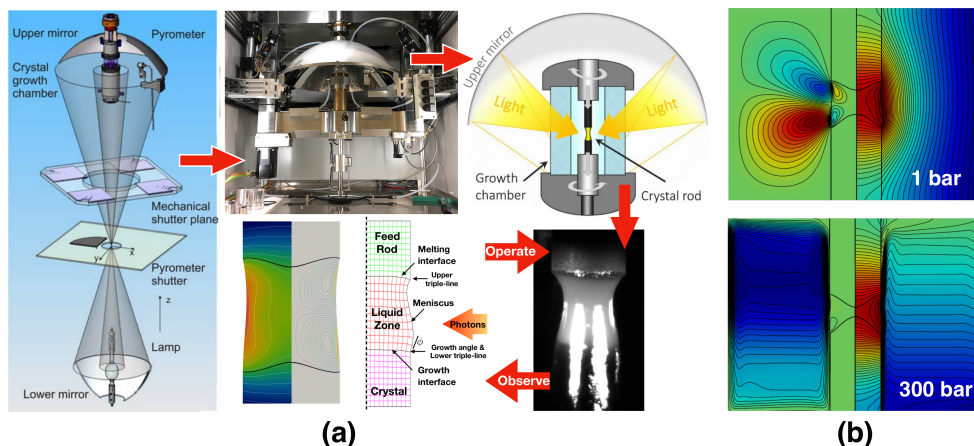 Upper mirror
Pyrometer
Crystal
growth
chamber
Mechanical
shutter plane
x
y
Pyrometer
shutter
z
Lamp
Lower mirror
Upper mirror
Light
Light
Growth
chamber
Crystal rod
Feed
Rod
Melting
interface
Upper
triple-line
Meniscus
Liquid
Zone
Photons
ϕ
Growth angle &
Lower triple-line
Growth
interface
Crystal
Operate
Observe
(a)
1 bar
300 bar
(b)